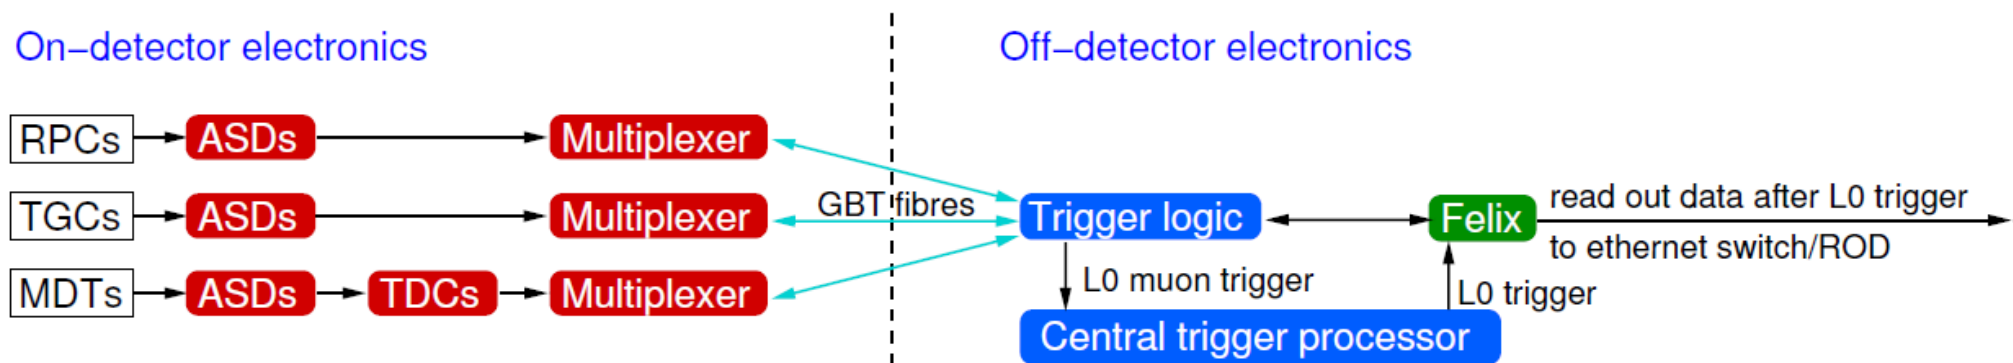 On–detector electronics
Off–detector electronics
RPCs
ASDs
Multiplexer
TGCs
ASDs
Multiplexer
GBT fibres
Trigger logic
Felix
read out data after L0 trigger
to ethernet switch/ROD
MDTs
ASDs
TDCs
Multiplexer
L0 muon trigger
L0 trigger
Central trigger processor